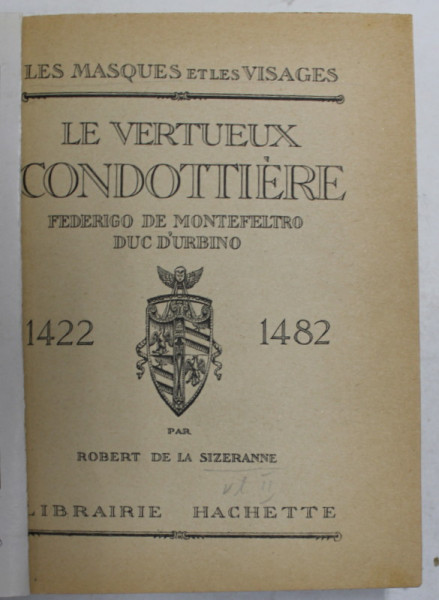 LES MASQUES ET LES VISAGES
LE VERTUEUX
CONDOTTIÈRE
FEDERIGO DE MONTEFELTRO
DUC D'URBINO
1422 1482
PAR
ROBERT DE LA SIZERANNE
LIBRAIRIE HACHETTE